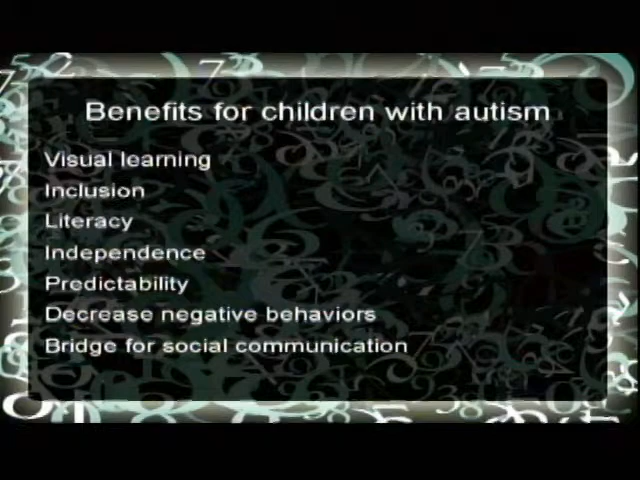 Benefits for children with autism
Visual learning
Inclusion
Literacy
Independence
Predictability
Decrease negative behaviors
Bridge for social communication